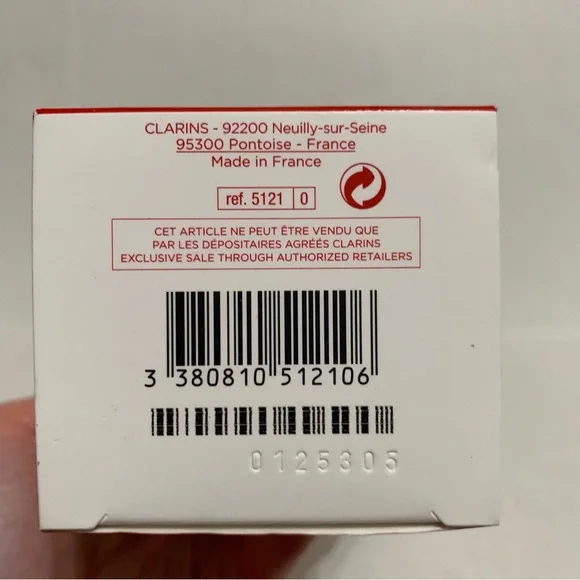 CLARINS - 92200 Neuilly-sur-Seine
95300 Pontoise - France
Made in France
ref. 5121 0
CET ARTICLE NE PEUT ÊTRE VENDU QUE
PAR LES DÉPOSITAIRES AGRÉÉS CLARINS
EXCLUSIVE SALE THROUGH AUTHORIZED RETAILERS
3 380810 512106
0125305